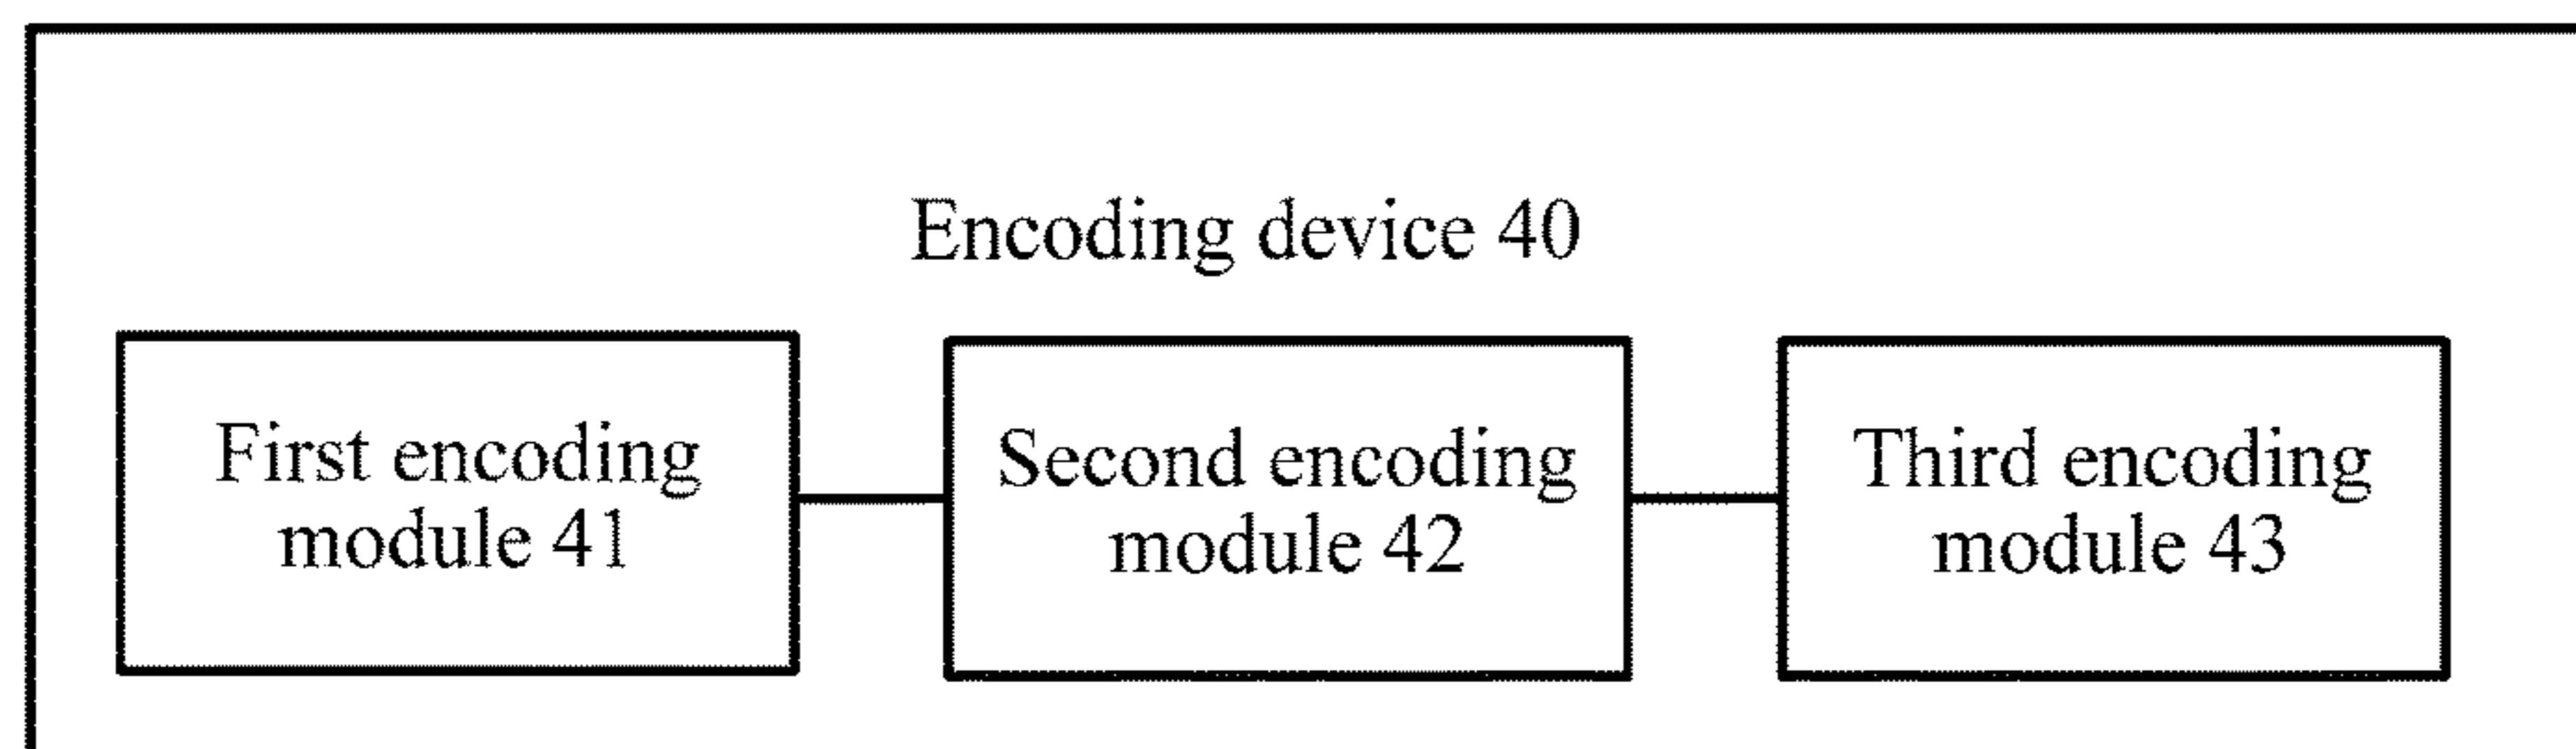 Encoding device 40
First encoding
module 41
Second encoding
module 42
Third encoding
module 43